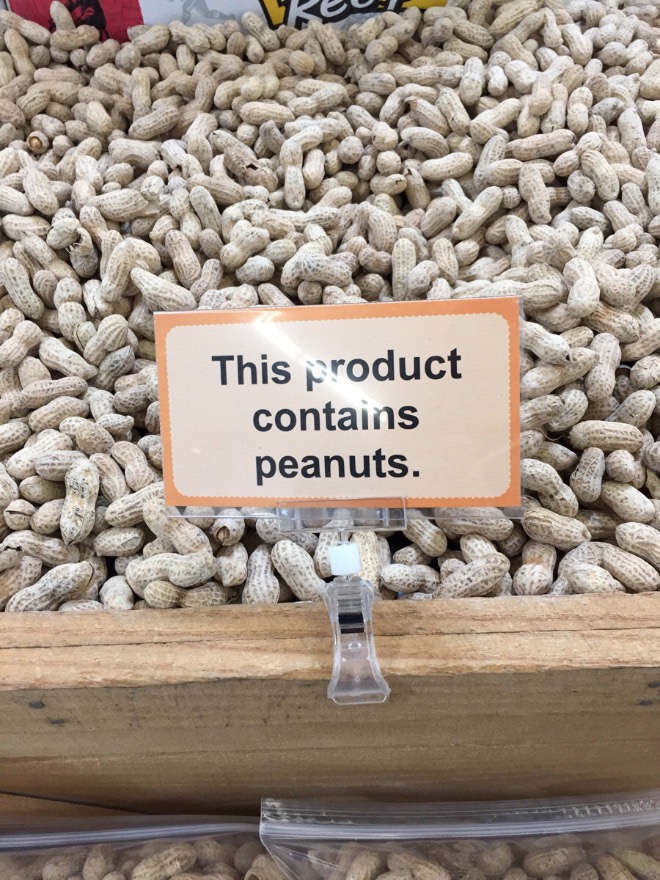 This product
contains
peanuts.